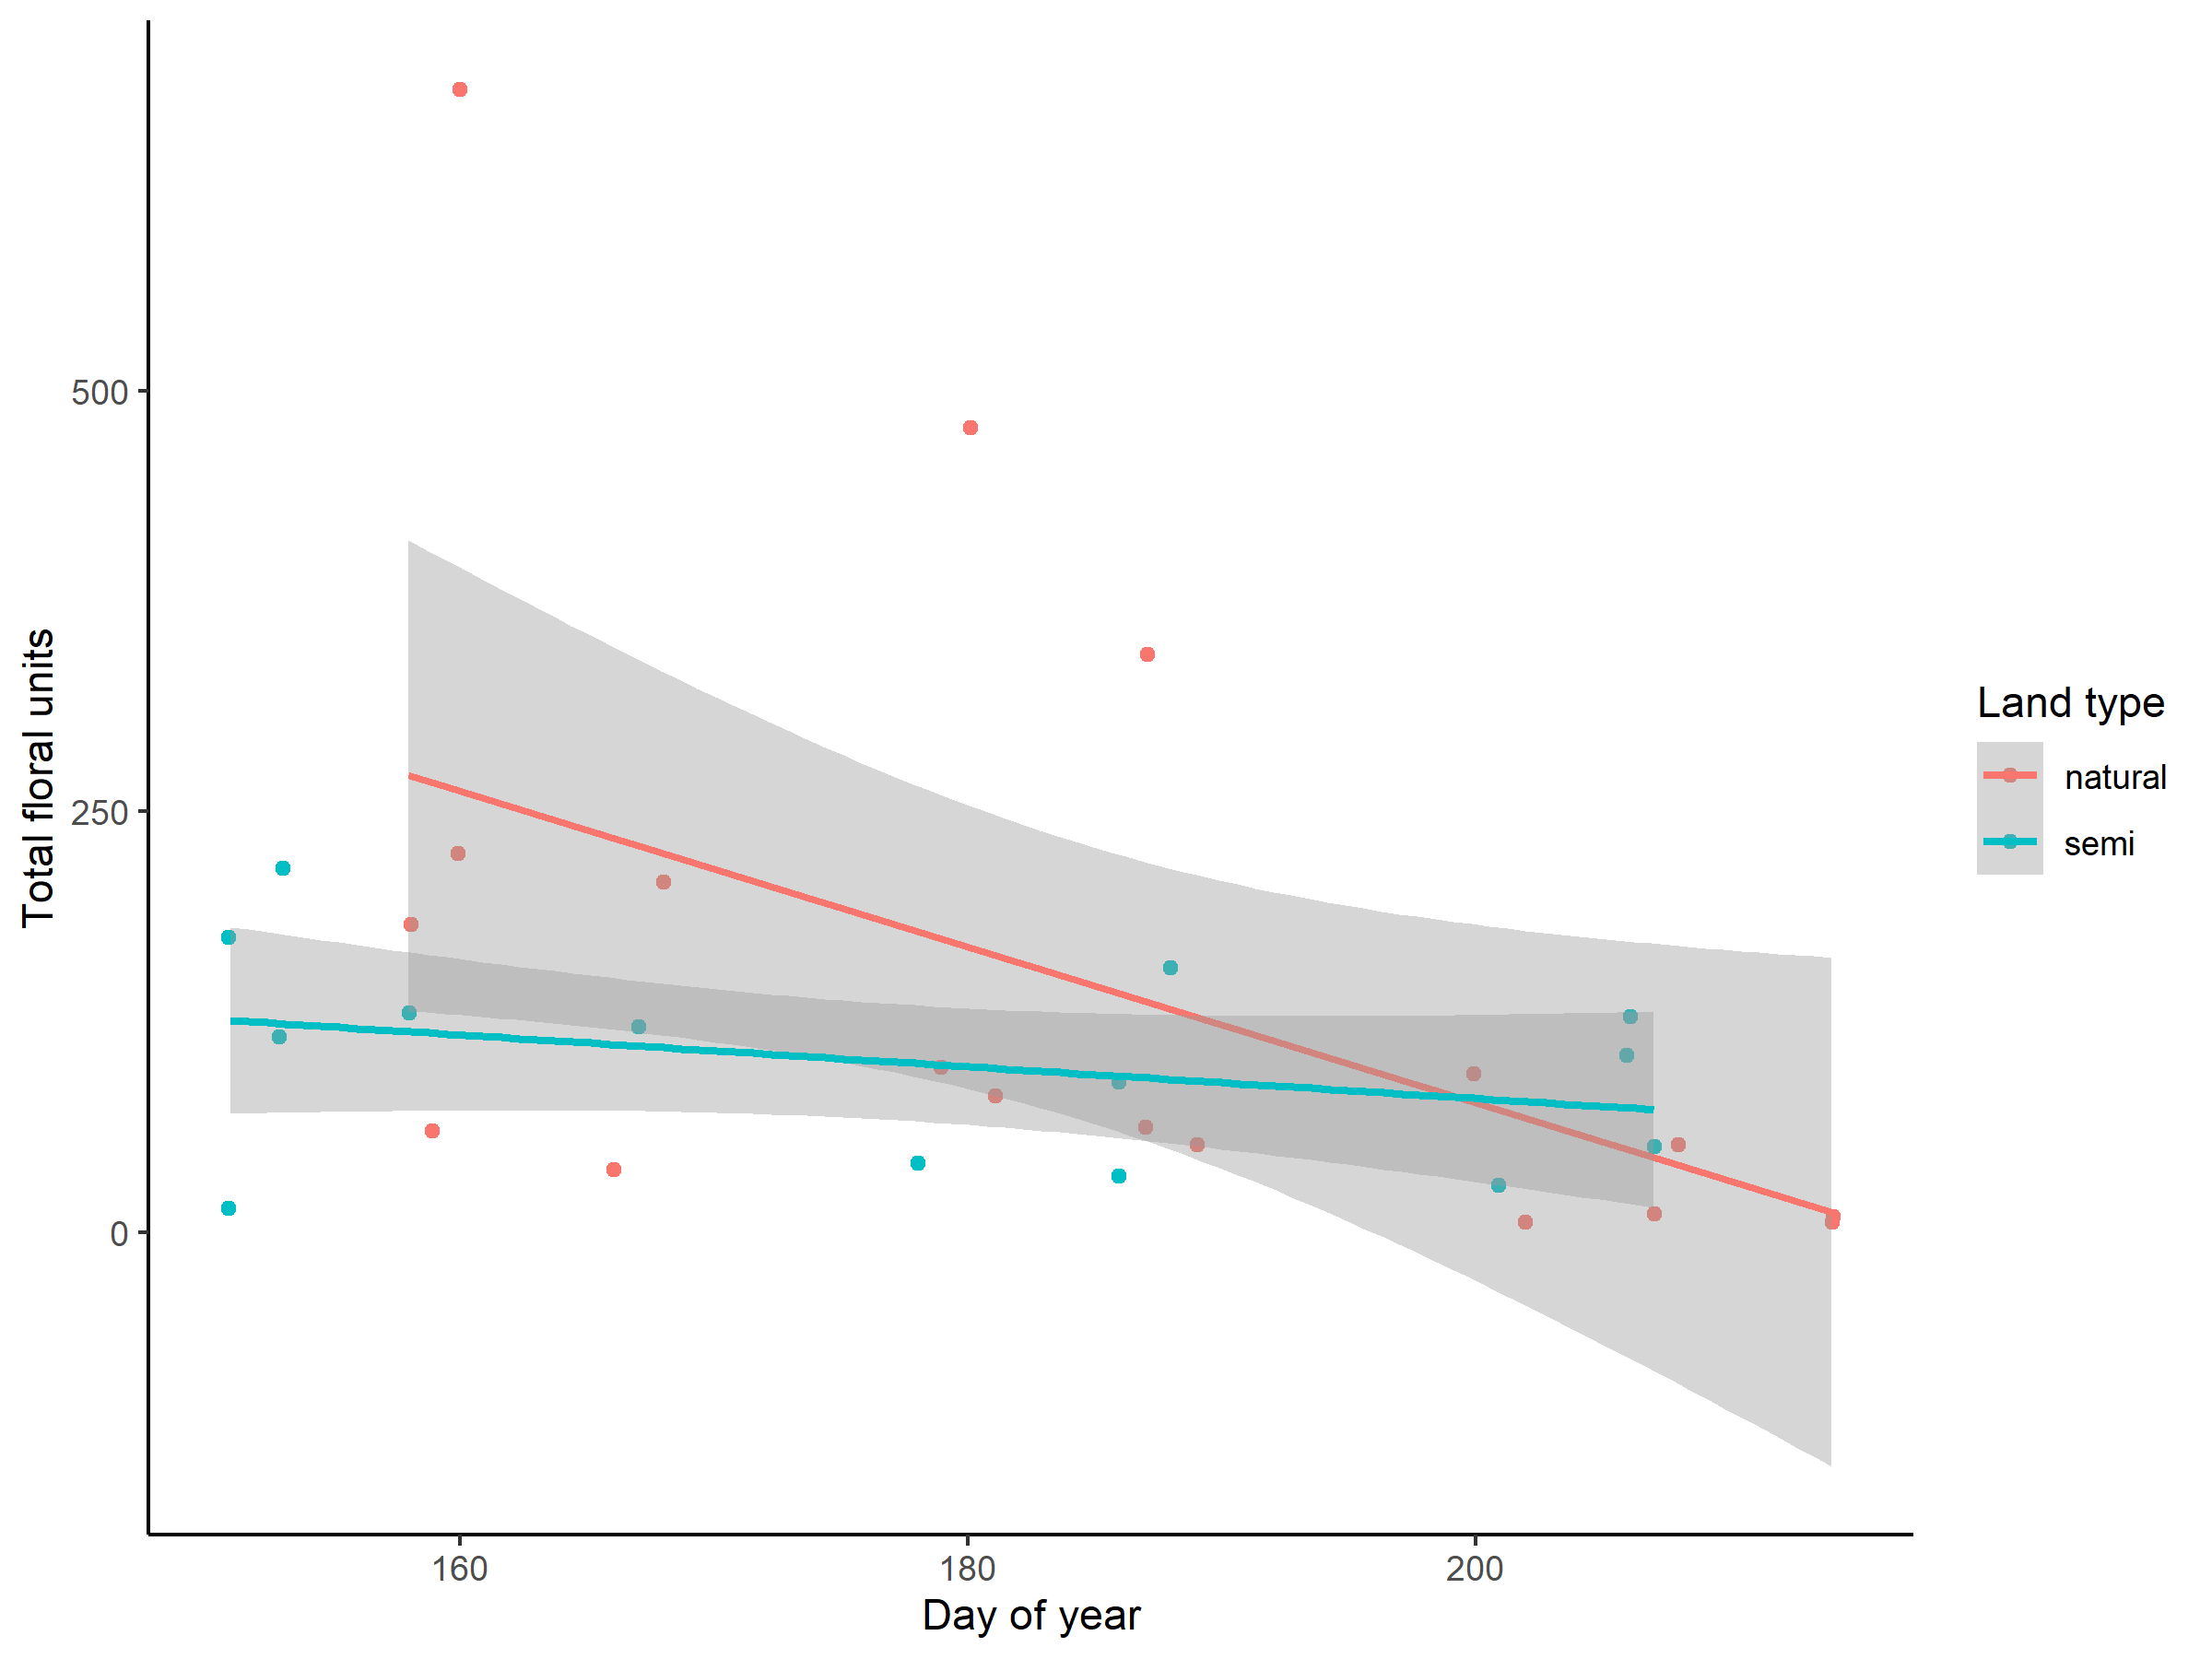 Total floral units
500
250
0
160 180 200
Day of year
Land type
natural
semi